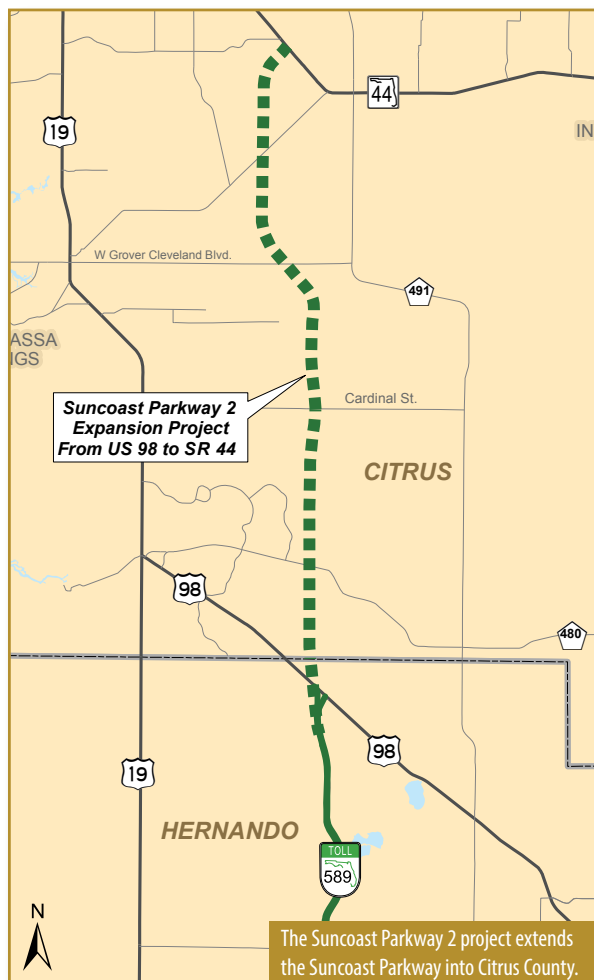 44
19
IN
W Grover Cleveland Blvd.
491
ASSA
IGS
Suncoast Parkway 2
Expansion Project
From US 98 to SR 44
Cardinal St.
CITRUS
98
480
98
19
HERNANDO
TOLL
589
N
The Suncoast Parkway 2 project extends
the Suncoast Parkway into Citrus County.